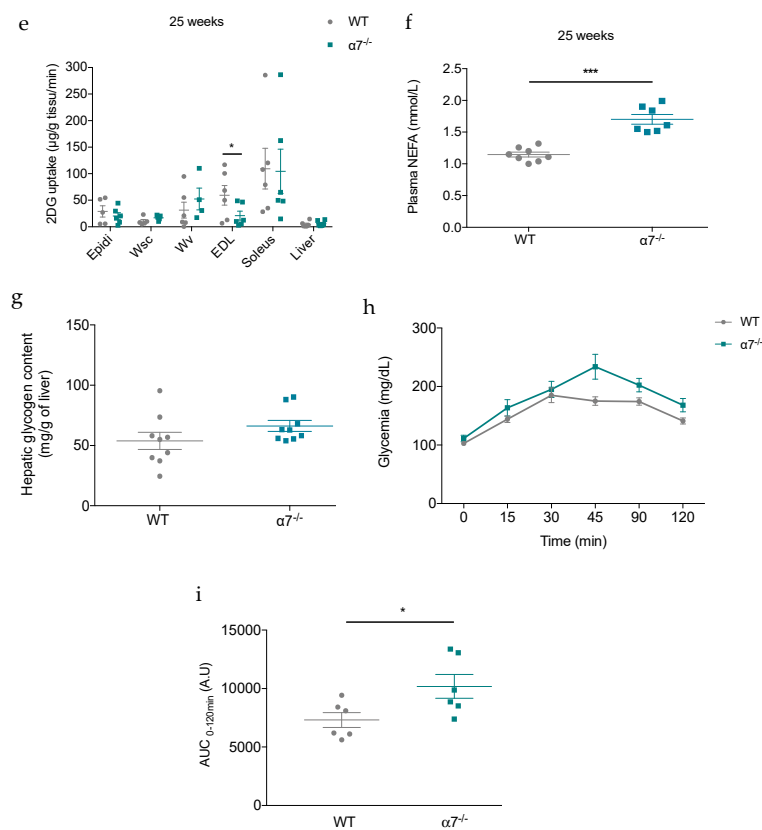 e
25 weeks
WT
α7-/-
2DG uptake (µg/g tissu/min)
300
250
200
150
100
50
0
*
Epidi
Wsc
Wv
EDL
Soleus
Liver
f
25 weeks
Plasma NEFA (mmol/L)
2.5
2.0
1.5
1.0
0.5
0.0
***
WT
α7-/-
g
Hepatic glycogen content
(mg/g of liver)
150
100
50
0
WT
α7-/-
h
WT
α7-/-
Glycemia (mg/dL)
300
200
100
0
0 15 30 45 90 120
Time (min)
i
AUC 0-120min (A.U)
15000
10000
5000
0
*
WT
α7-/-